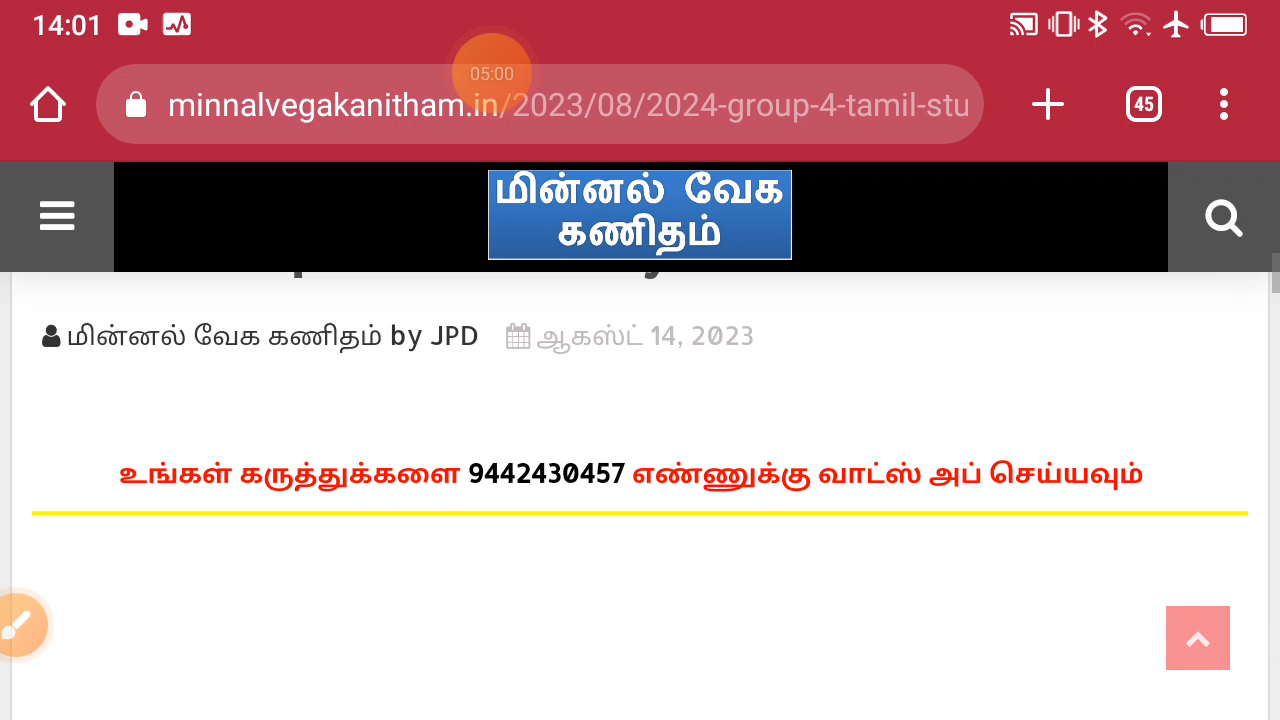 14:01
05:00
minnalvegakanitham.in/2023/08/2024-group-4-tamil-stu
45
மின்னல் வேக
கணிதம்
மின்னல் வேக கணிதம் by JPD ஆகஸ்ட் 14, 2023
உங்கள் கருத்துக்களை 9442430457 எண்ணுக்கு வாட்ஸ் அப் செய்யவும்